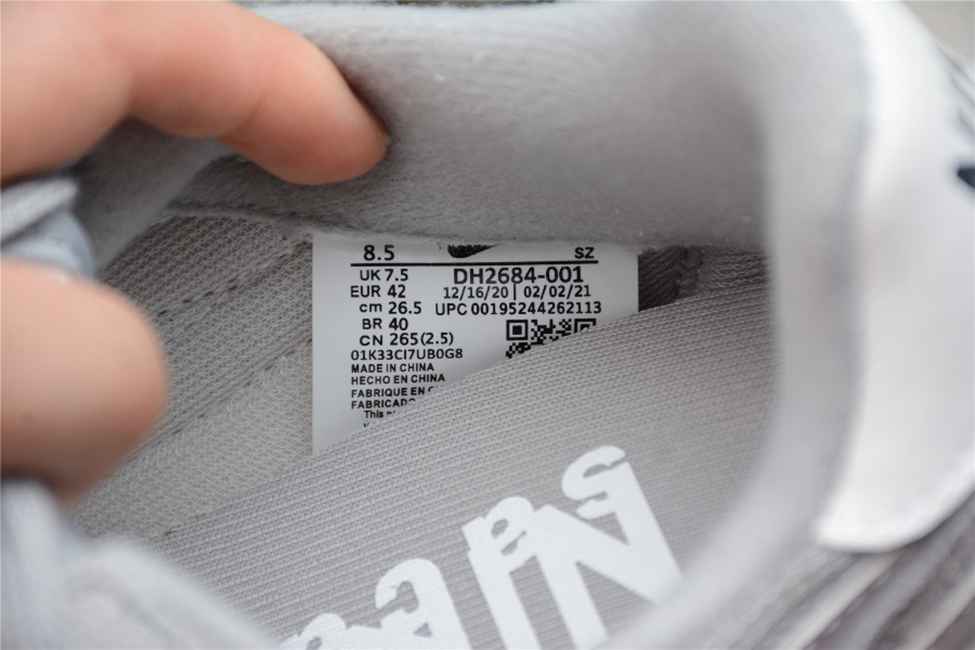 8.5 SZ
UK 7.5 DH2684-001
EUR 42 12/16/20 | 02/02/21
cm 26.5 UPC 00195244262113
BR 40
CN 265(2.5)
01K33CI7UB0G8
MADE IN CHINA
HECHO EN CHINA
FABRIQUE EN
FABRICADO
This